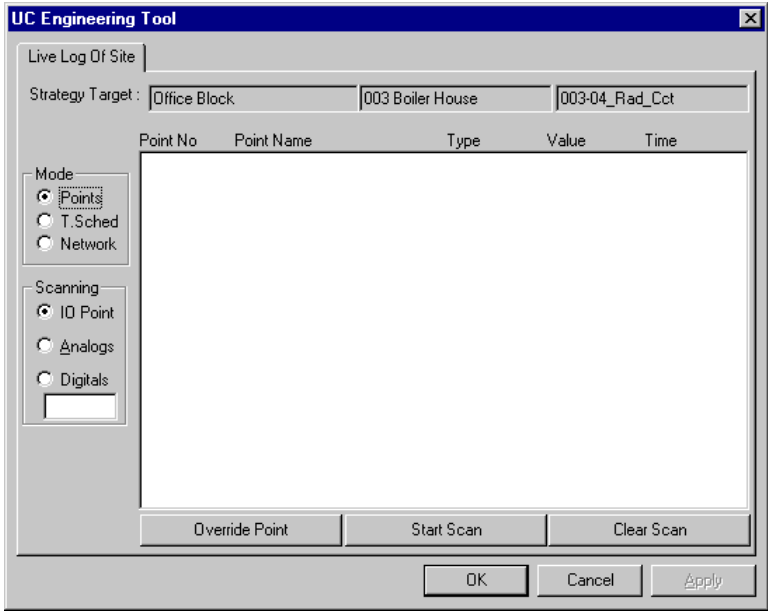 UC Engineering Tool
Live Log Of Site
Strategy Target : Office Block 003 Boiler House 003-04_Rad_Cct
Point No Point Name Type Value Time
Mode
Points
T.Sched
Network
Scanning
IO Point
Analogs
Digitals
Override Point Start Scan Clear Scan
OK Cancel Apply